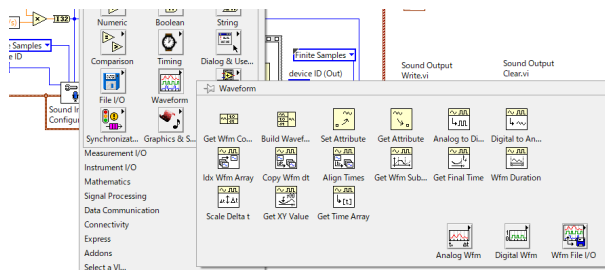 I32
Numeric
Boolean
String
Samples
e ID
Comparison
Timing
Dialog & Use...
Finite Samples
device ID (Out)
Sound Output
Write.vi
Sound Output
Clear.vi
File I/O
Waveform
Waveform
Sound In
Configu
Synchronizat...
Graphics & S...
Get Wfm Co...
Build Wavef...
Set Attribute
Get Attribute
Analog to Di...
Digital to An...
Measurement I/O
Instrument I/O
Mathematics
Signal Processing
Data Communication
Connectivity
Express
Addons
Select a VI...
Idx Wfm Array
Copy Wfm dt
Align Times
Get Wfm Sub...
Get Final Time
Wfm Duration
Scale Delta t
Get XY Value
Get Time Array
Analog Wfm
Digital Wfm
Wfm File I/O